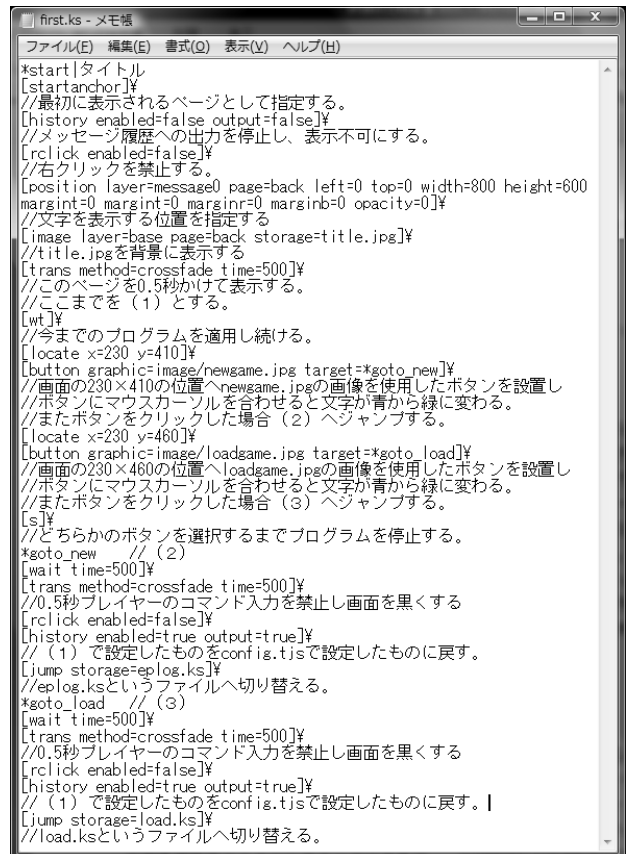 first.ks - メモ帳
ファイル(F) 編集(E) 書式(O) 表示(V) ヘルプ(H)
*start|タイトル
[startanchor]¥
//最初に表示されるページとして指定する。
[history enabled=false output=false]¥
//メッセージ履歴への出力を停止し、表示不可にする。
[rclick enabled=false]¥
//右クリックを禁止する。
[position layer=message0 page=back left=0 top=0 width=800 height=600
margint=0 margint=0 marginr=0 marginb=0 opacity=0]¥
//文字を表示する位置を指定する
[image layer=base page=back storage=title.jpg]¥
//title.jpgを背景に表示する
[trans method=crossfade time=500]¥
//このページを0.5秒かけて表示する。
//ここまでを（1）とする。
[wt]¥
//今までのプログラムを適用し続ける。
[locate x=230 y=410]¥
[button graphic=image/newgame.jpg target=*goto_new]¥
//画面の230×410の位置へnewgame.jpgの画像を使用したボタンを設置し
//ボタンにマウスカーソルを合わせると文字が青から緑に変わる。
//またボタンをクリックした場合（2）へジャンプする。
[locate x=230 y=460]¥
[button graphic=image/loadgame.jpg target=*goto_load]¥
//画面の230×460の位置へloadgame.jpgの画像を使用したボタンを設置し
//ボタンにマウスカーソルを合わせると文字が青から緑に変わる。
//またボタンをクリックした場合（3）へジャンプする。
[s]¥
//どちらかのボタンを選択するまでプログラムを停止する。
*goto_new //（2）
[wait time=500]¥
[trans method=crossfade time=500]¥
//0.5秒プレイヤーのコマンド入力を禁止し画面を黒くする
[rclick enabled=false]¥
[history enabled=true output=true]¥
//（1）で設定したものをconfig.tjsで設定したものに戻す。
[jump storage=eplog.ks]¥
//eplog.ksというファイルへ切り替える。
*goto_load //（3）
[wait time=500]¥
[trans method=crossfade time=500]¥
//0.5秒プレイヤーのコマンド入力を禁止し画面を黒くする
[rclick enabled=false]¥
[history enabled=true output=true]¥
//（1）で設定したものをconfig.tjsで設定したものに戻す。
[jump storage=load.ks]¥
//load.ksというファイルへ切り替える。